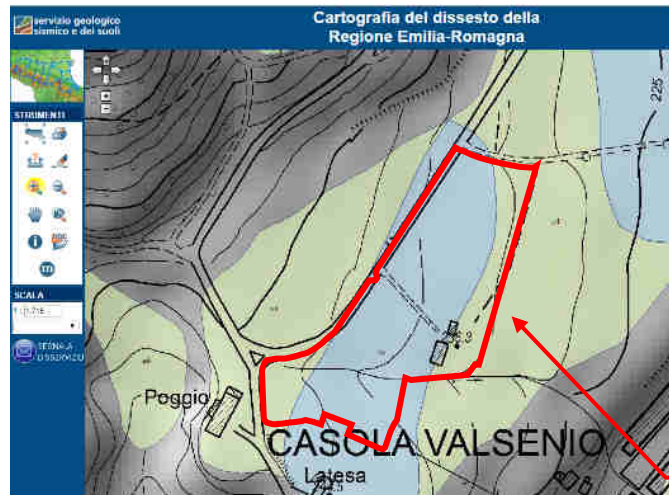 servizio geologico
sismico e dei suoli
Cartografia del dissesto della
Regione Emilia-Romagna
STRUMENTI
SCALA
SEGNALA
225
Poggio
CASOLA VALSENIO
Latesa